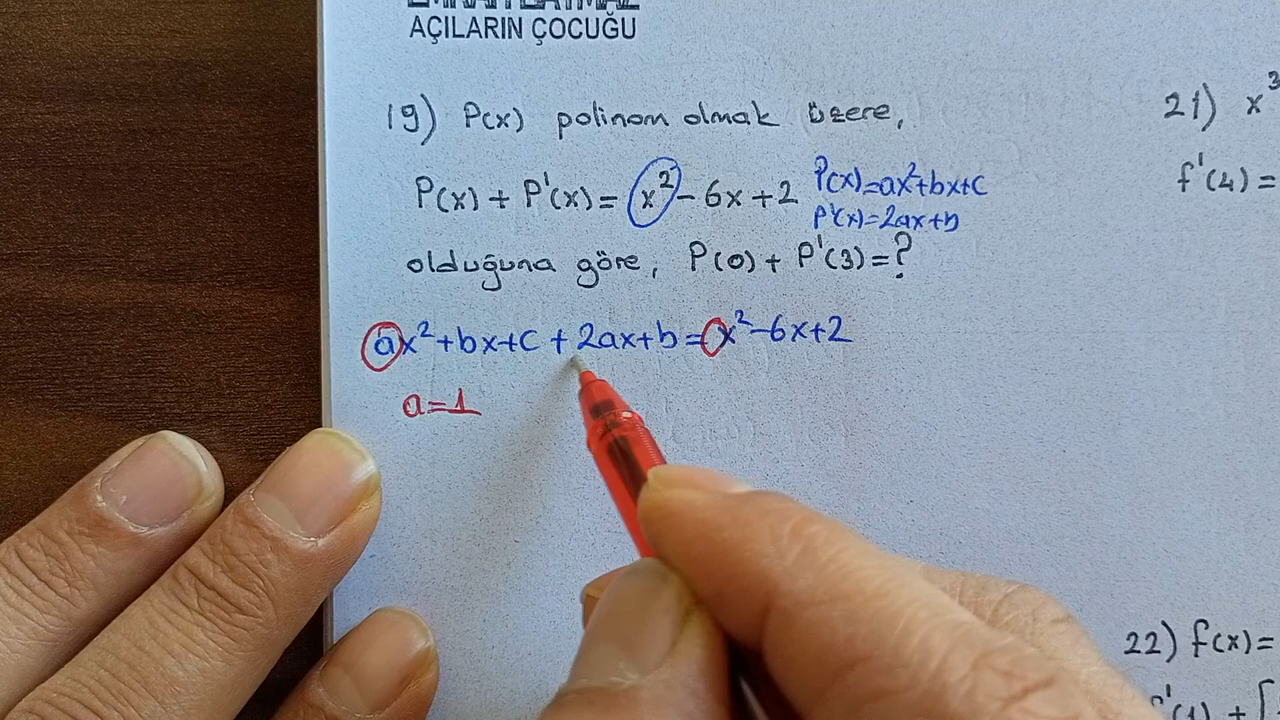 AÇILARIN ÇOCUĞU
19) P(x) polinom olmak üzere,
P(x) + P'(x) = x² - 6x + 2
P(x)=ax²+bx+c
P'(x)=2ax+b
olduğuna göre, P(0) + P'(3) = ?
ax²+bx+c+2ax+b=x²-6x+2
a=1
21) x³
f'(4) =
22) f(x)=